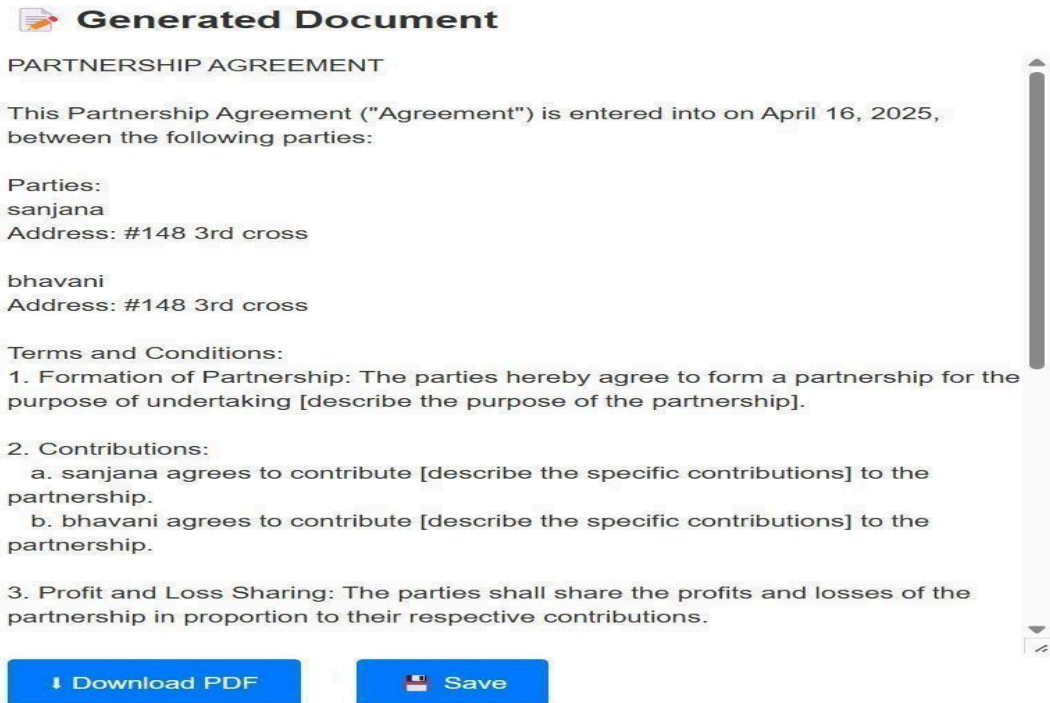 Generated Document
PARTNERSHIP AGREEMENT
This Partnership Agreement ("Agreement") is entered into on April 16, 2025,
between the following parties:
Parties:
sanjana
Address: #148 3rd cross
bhavani
Address: #148 3rd cross
Terms and Conditions:
1. Formation of Partnership: The parties hereby agree to form a partnership for the
purpose of undertaking [describe the purpose of the partnership].
2. Contributions:
a. sanjana agrees to contribute [describe the specific contributions] to the
partnership.
b. bhavani agrees to contribute [describe the specific contributions] to the
partnership.
3. Profit and Loss Sharing: The parties shall share the profits and losses of the
partnership in proportion to their respective contributions.
Download PDF
Save